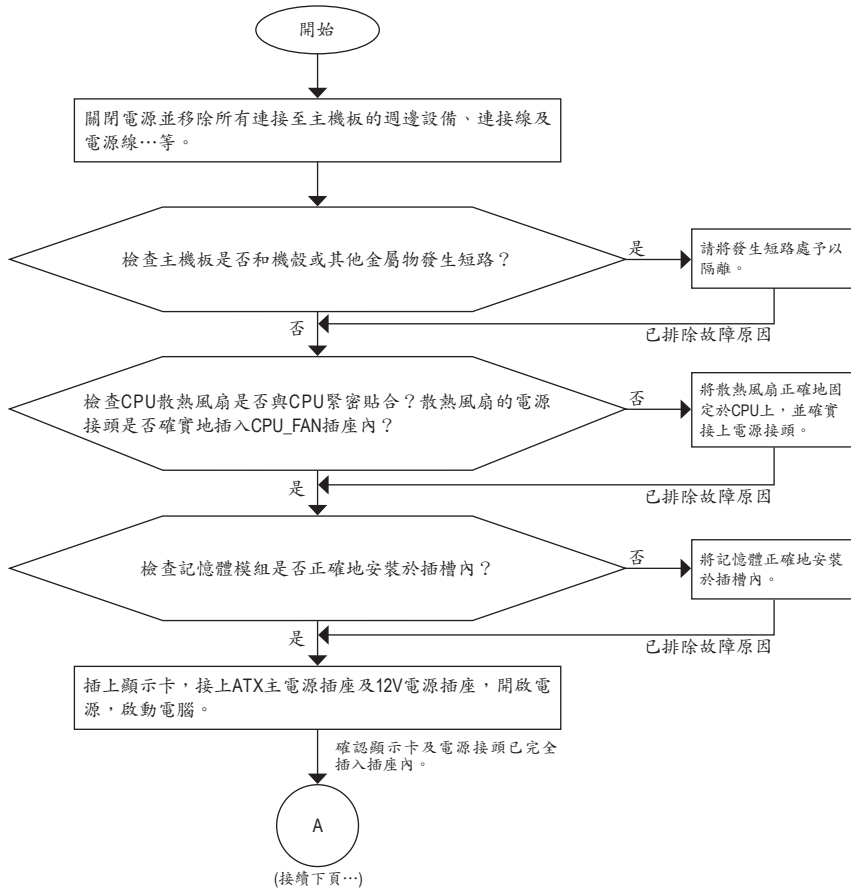 開始
關閉電源並移除所有連接至主機板的週邊設備、連接線及
電源線…等。
檢查主機板是否和機殼或其他金屬物發生短路？
是
請將發生短路處予以
隔離。
否
已排除故障原因
檢查CPU散熱風扇是否與CPU緊密貼合？散熱風扇的電源
接頭是否確實地插入CPU_FAN插座內？
否
將散熱風扇正確地固
定於CPU上，並確實
接上電源接頭。
是
已排除故障原因
檢查記憶體模組是否正確地安裝於插槽內？
否
將記憶體正確地安裝
於插槽內。
是
已排除故障原因
插上顯示卡，接上ATX主電源插座及12V電源插座，開啟電
源，啟動電腦。
確認顯示卡及電源接頭已完全
插入插座內。
A
(接續下頁…)